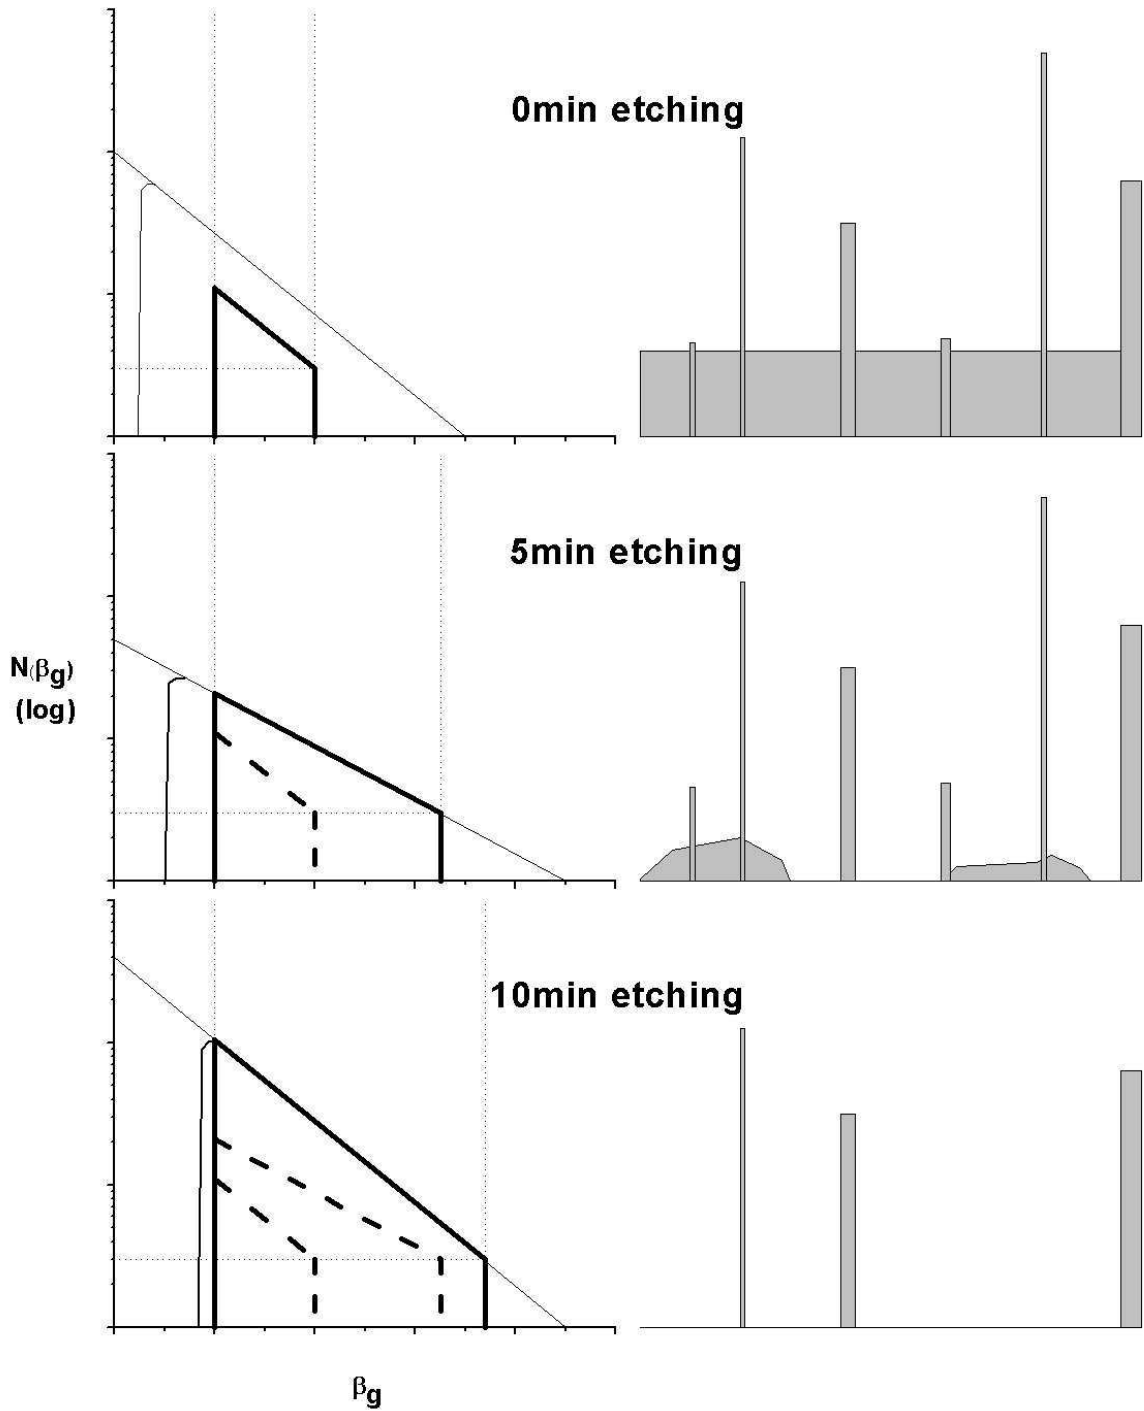 0min etching
5min etching
N(βg)
(log)
10min etching
βg